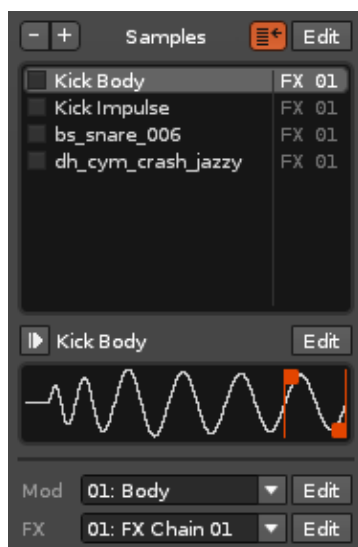 - + Samples Edit
Kick Body FX 01
Kick Impulse FX 01
bs_snare_006 FX 01
dh_cym_crash_jazzy FX 01
Kick Body Edit
Mod 01: Body Edit
FX 01: FX Chain 01 Edit